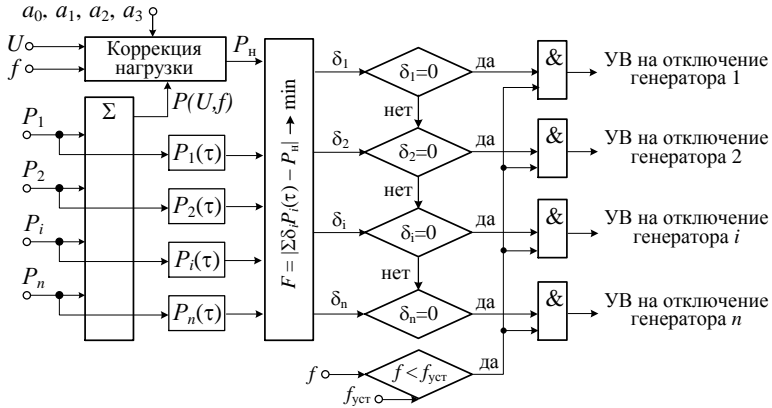 a₀, a₁, a₂, a₃
U
f
Коррекция
нагрузки
Pн
P(U,f)
Σ
P₁
P₂
Pᵢ
Pₙ
P₁(τ)
P₂(τ)
Pᵢ(τ)
Pₙ(τ)
F = |ΣδᵢPᵢ(τ) – Pн| → min
δ₁
δ₂
δᵢ
δₙ
δ₁=0
да
нет
δ₂=0
да
нет
δᵢ=0
да
нет
δₙ=0
да
f
fуст
f < fуст
да
&
УВ на отключение
генератора 1
&
УВ на отключение
генератора 2
&
УВ на отключение
генератора i
&
УВ на отключение
генератора n